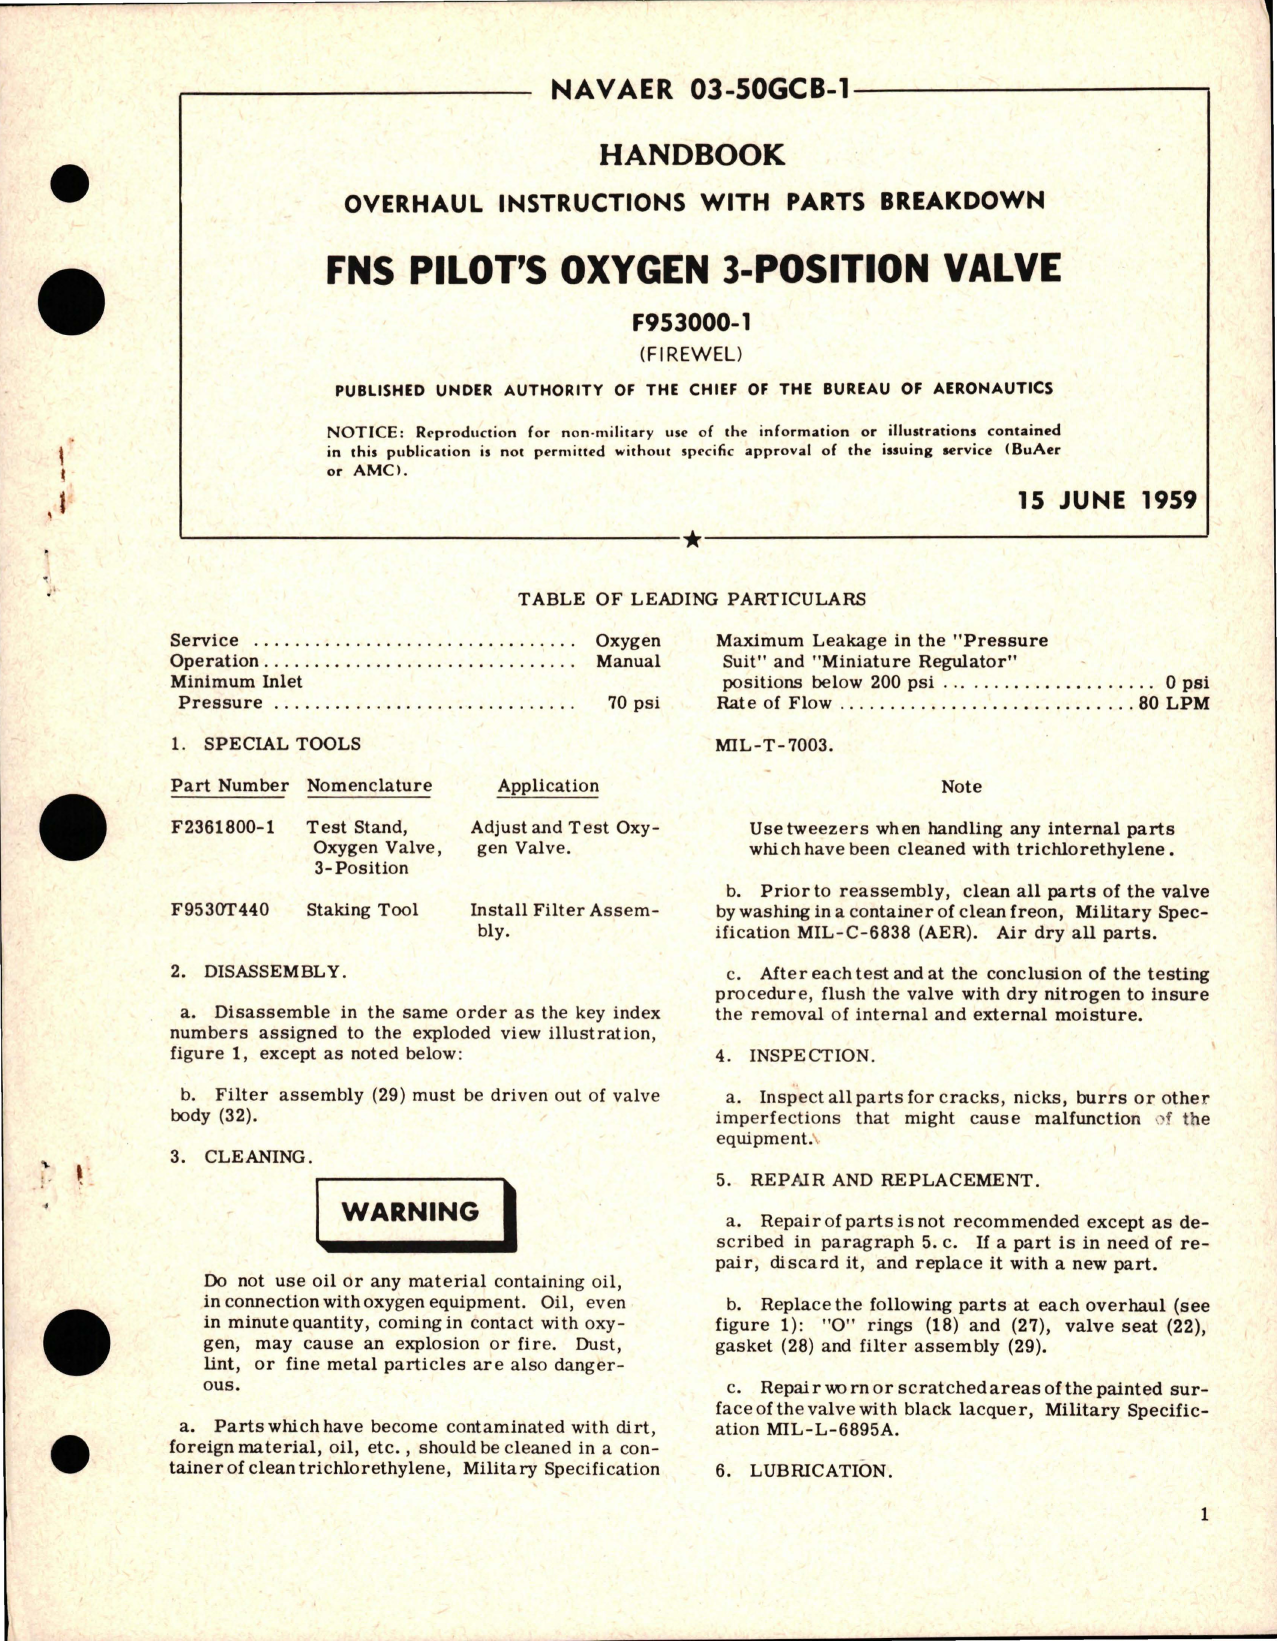 NAVAER 03-50GCB-1
HANDBOOK
OVERHAUL INSTRUCTIONS WITH PARTS BREAKDOWN
FNS PILOT'S OXYGEN 3-POSITION VALVE
F953000-1
(FIREWEL)
PUBLISHED UNDER AUTHORITY OF THE CHIEF OF THE BUREAU OF AERONAUTICS
NOTICE: Reproduction for non-military use of the information or illustrations contained
in this publication is not permitted without specific approval of the issuing service (BuAer
or AMC).
15 JUNE 1959
TABLE OF LEADING PARTICULARS
Service ................................ Oxygen
Operation............................... Manual
Minimum Inlet
Pressure .............................. 70 psi
1. SPECIAL TOOLS
Part Number Nomenclature Application
F2361800-1 Test Stand, Adjust and Test Oxy-
Oxygen Valve, gen Valve.
3-Position
F9530T440 Staking Tool Install Filter Assem-
bly.
2. DISASSEMBLY.
a. Disassemble in the same order as the key index
numbers assigned to the exploded view illustration,
figure 1, except as noted below:
b. Filter assembly (29) must be driven out of valve
body (32).
3. CLEANING.
WARNING
Do not use oil or any material containing oil,
in connection with oxygen equipment. Oil, even
in minute quantity, coming in contact with oxy-
gen, may cause an explosion or fire. Dust,
lint, or fine metal particles are also danger-
ous.
a. Parts which have become contaminated with dirt,
foreign material, oil, etc., should be cleaned in a con-
tainer of clean trichlorethylene, Military Specification
Maximum Leakage in the "Pressure
Suit" and "Miniature Regulator"
positions below 200 psi ..................... 0 psi
Rate of Flow ............................. 80 LPM
MIL-T-7003.
Note
Use tweezers when handling any internal parts
which have been cleaned with trichlorethylene.
b. Prior to reassembly, clean all parts of the valve
by washing in a container of clean freon, Military Spec-
ification MIL-C-6838 (AER). Air dry all parts.
c. After each test and at the conclusion of the testing
procedure, flush the valve with dry nitrogen to insure
the removal of internal and external moisture.
4. INSPECTION.
a. Inspect all parts for cracks, nicks, burrs or other
imperfections that might cause malfunction of the
equipment.
5. REPAIR AND REPLACEMENT.
a. Repair of parts is not recommended except as de-
scribed in paragraph 5. c. If a part is in need of re-
pair, discard it, and replace it with a new part.
b. Replace the following parts at each overhaul (see
figure 1): "O" rings (18) and (27), valve seat (22),
gasket (28) and filter assembly (29).
c. Repair worn or scratched areas of the painted sur-
face of the valve with black lacquer, Military Specific-
ation MIL-L-6895A.
6. LUBRICATION.
1